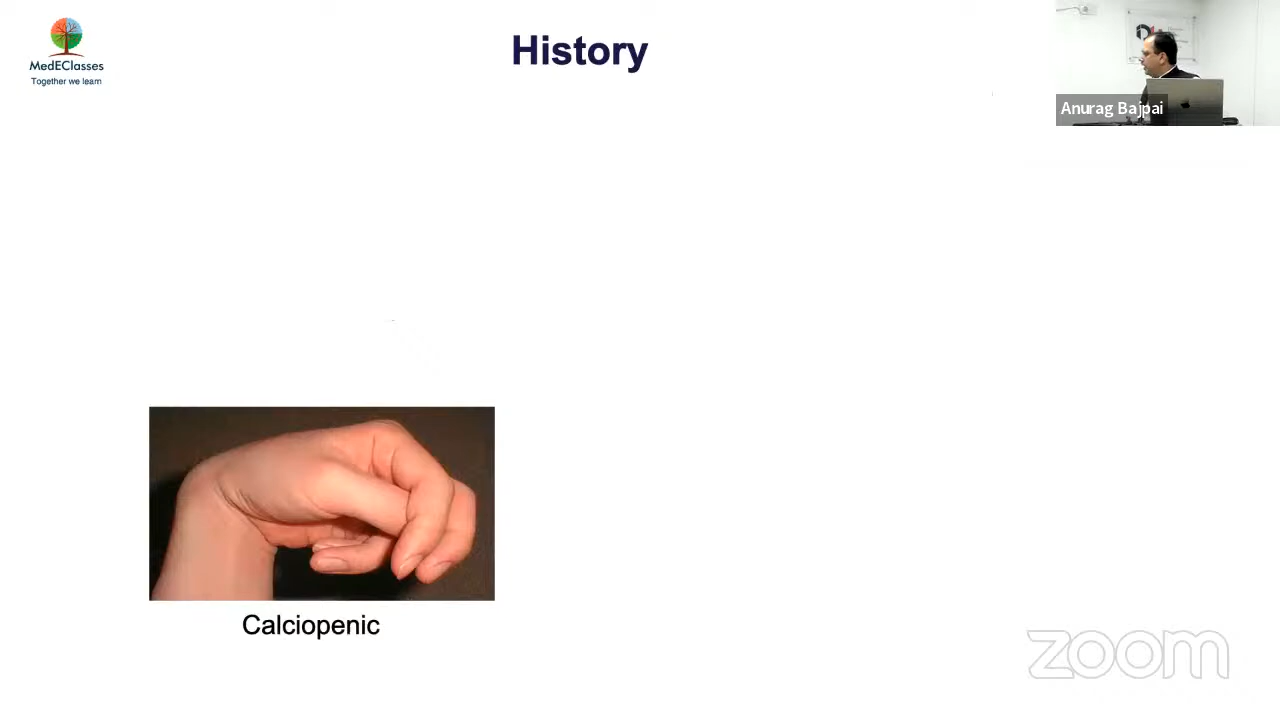 MedEClasses
Together we learn
History
Anurag Bajpai
Calciopenic
zoom